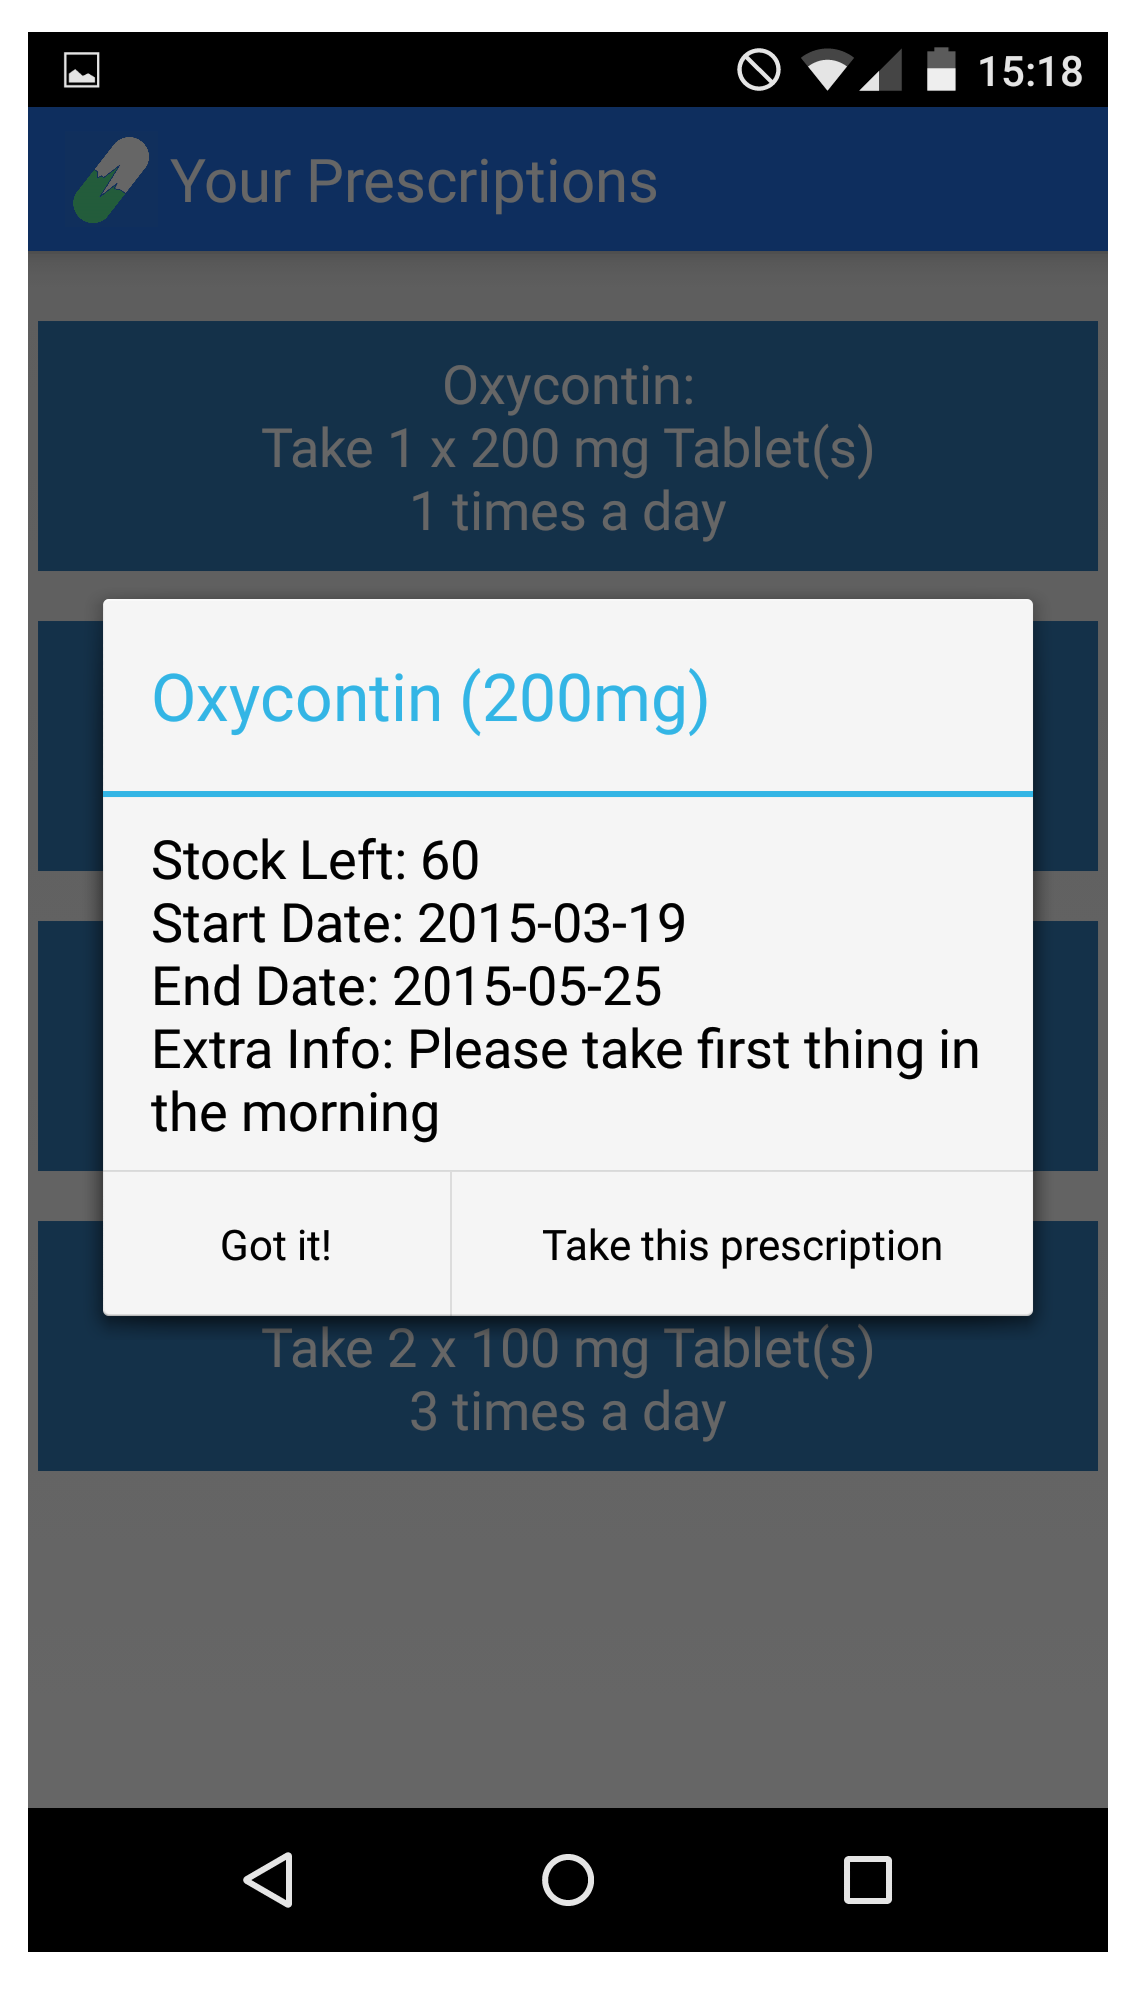 15:18
Your Prescriptions
Oxycontin:
Take 1 x 200 mg Tablet(s)
1 times a day
Oxycontin (200mg)
Stock Left: 60
Start Date: 2015-03-19
End Date: 2015-05-25
Extra Info: Please take first thing in
the morning
Got it!
Take this prescription
Take 2 x 100 mg Tablet(s)
3 times a day